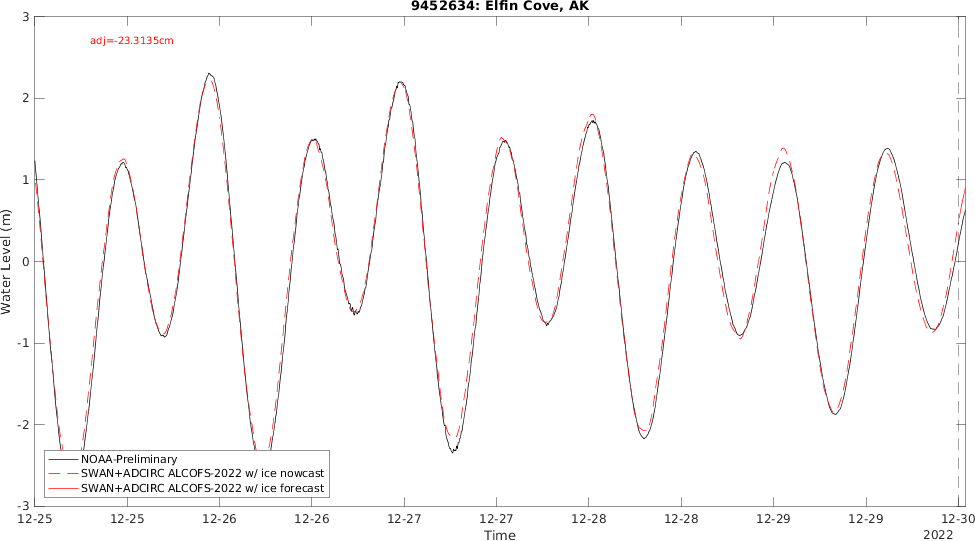 9452634: Elfin Cove, AK
adj=-23.3135cm
Water Level (m)
3
2
1
0
-1
-2
-3
NOAA-Preliminary
SWAN+ADCIRC ALCOFS-2022 w/ ice nowcast
SWAN+ADCIRC ALCOFS-2022 w/ ice forecast
12-25 12-25 12-26 12-26 12-27 12-27 12-28 12-28 12-29 12-29 12-30
Time
2022